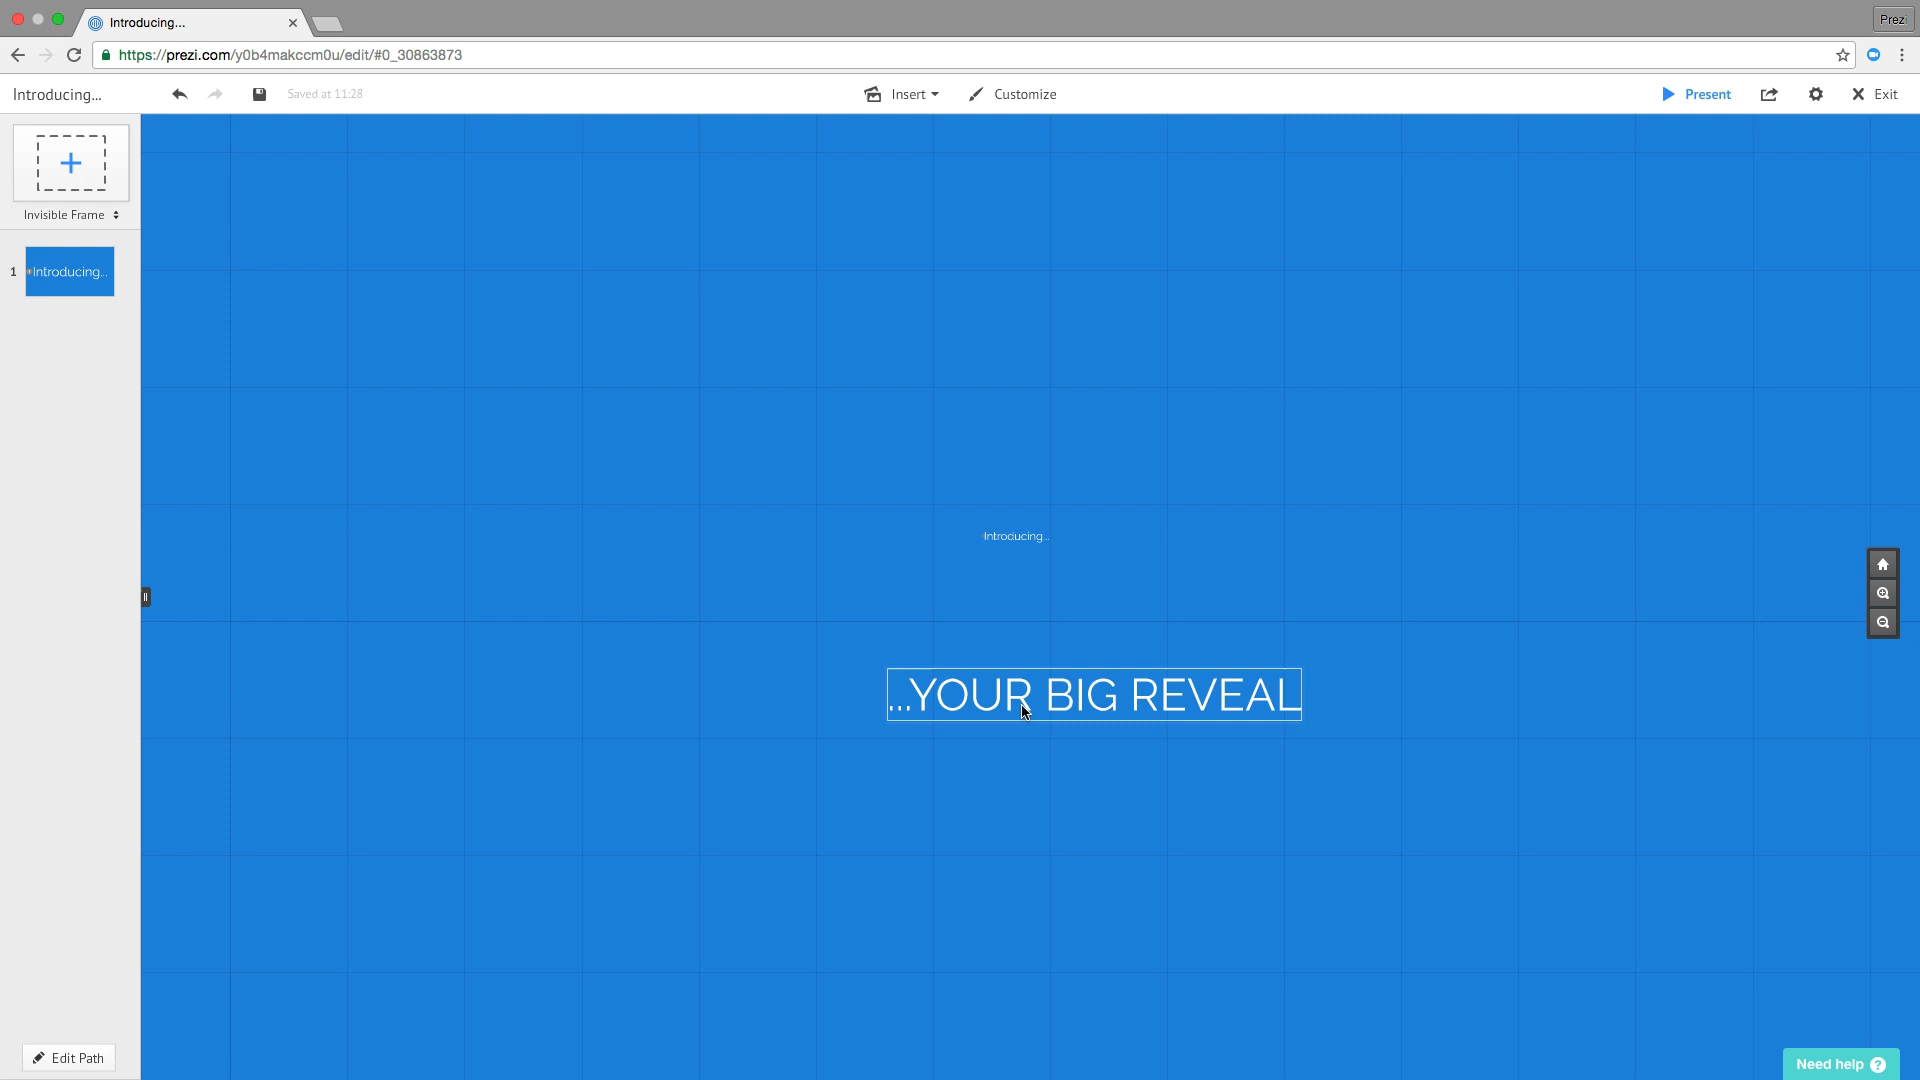 Introducing...
Prezi
https://prezi.com/y0b4makccm0u/edit/#0_30863873
Introducing...
Saved at 11:28
Insert
Customize
Present
Exit
Invisible Frame
1
Introducing...
Introducing...
...YOUR BIG REVEAL
Edit Path
Need help ?